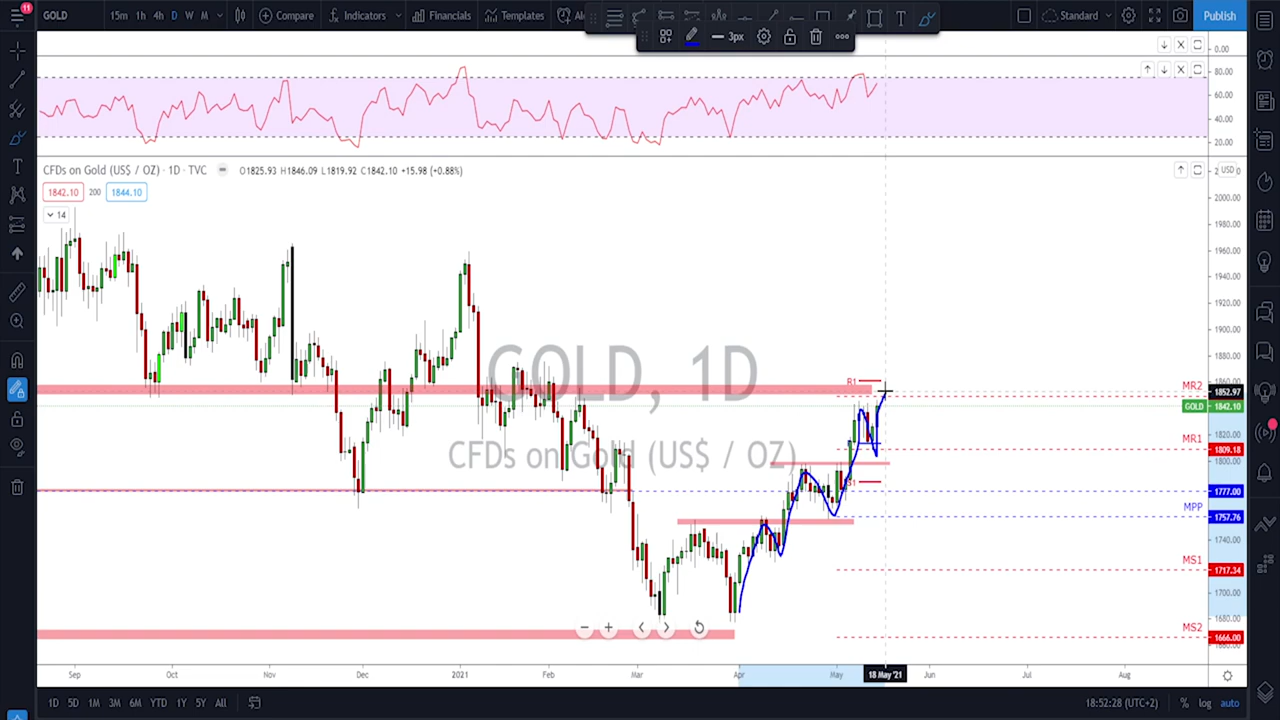 11
GOLD 15m 1h 4h D W M Compare Indicators Financials Templates Standard Publish
3px
0.00
80.00
60.00
40.00
20.00
CFDs on Gold (US$ / OZ) · 1D · TVC O1825.93 H1846.09 L1819.92 C1842.10 +15.98 (+0.88%)
USD
1842.10 200 1844.10
14
2000.00
1980.00
1960.00
1940.00
1920.00
1900.00
1880.00
1860.00
GOLD, 1D
CFDs on Gold (US$ / OZ)
R1
MR2
1852.97
GOLD 1842.10
1820.00
MR1
1809.18
1800.00
1777.00
MPP
1757.76
1740.00
MS1
1717.34
1700.00
1680.00
MS2
1666.00
Sep Oct Nov Dec 2021 Feb Mar Apr May 18 May '21 Jun Jul Aug
1D 5D 1M 3M 6M YTD 1Y 5Y All 18:52:28 (UTC+2) % log auto